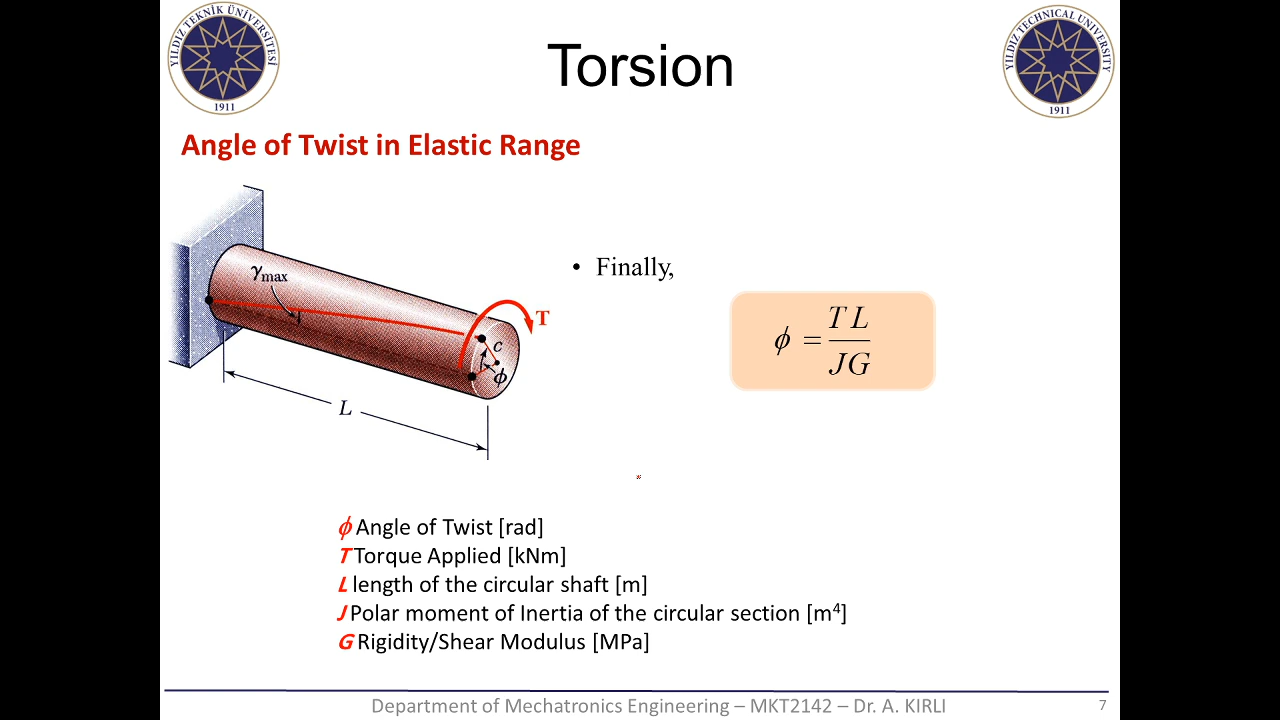 YILDIZ TEKNİK ÜNİVERSİTESİ
1911
Torsion
YILDIZ TECHNICAL UNIVERSITY
1911
Angle of Twist in Elastic Range
γmax
T
c
ϕ
L
• Finally,
ϕ = TL / JG
ϕ Angle of Twist [rad]
T Torque Applied [kNm]
L length of the circular shaft [m]
J Polar moment of Inertia of the circular section [m⁴]
G Rigidity/Shear Modulus [MPa]
Department of Mechatronics Engineering – MKT2142 – Dr. A. KIRLI
7